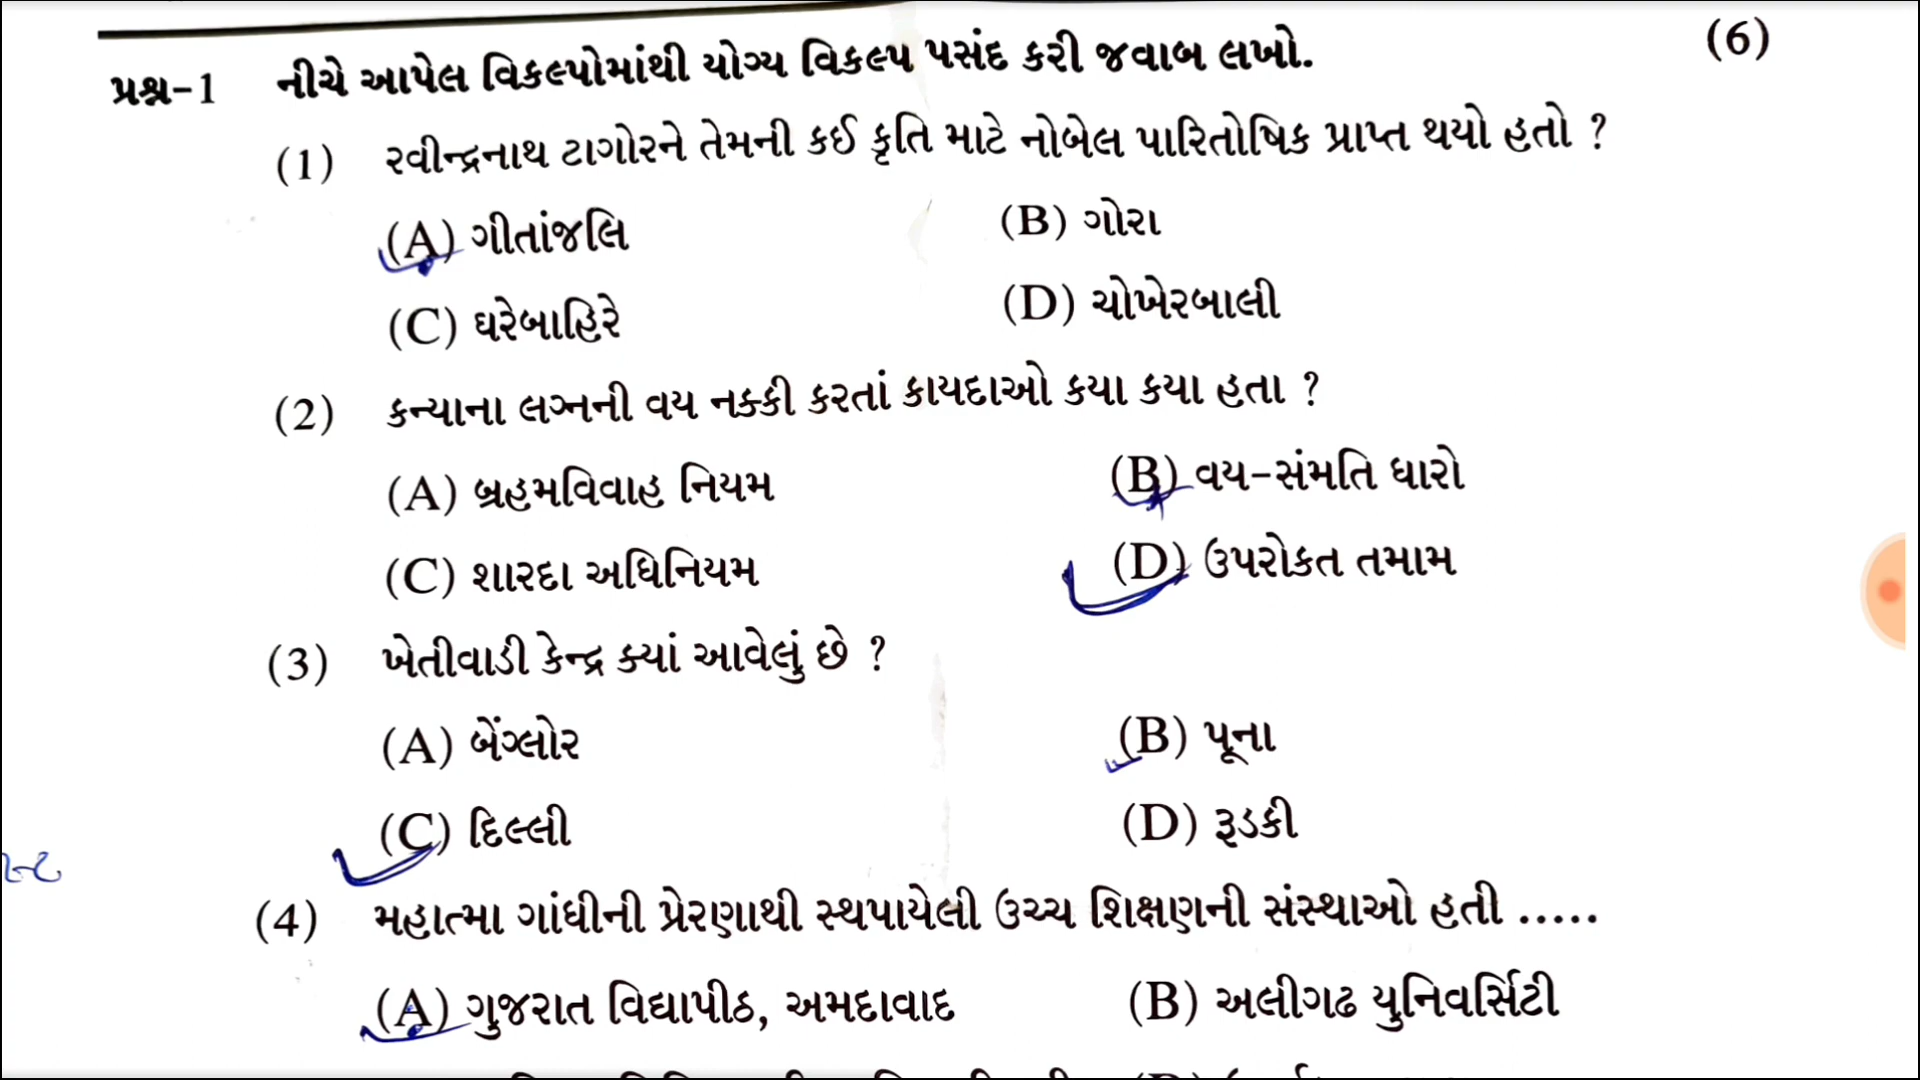 (6)
પ્રશ્ન-1 નીચે આપેલ વિકલ્પોમાંથી યોગ્ય વિકલ્પ પસંદ કરી જવાબ લખો.
(1) રવીન્દ્રનાથ ટાગોરને તેમની કઈ કૃતિ માટે નોબેલ પારિતોષિક પ્રાપ્ત થયો હતો ?
(A) ગીતાંજલિ (B) ગોરા
(C) ઘરેબાહિરે (D) ચોખેરબાલી
(2) કન્યાના લગ્નની વય નક્કી કરતાં કાયદાઓ કયા કયા હતા ?
(A) બ્રહમવિવાહ નિયમ (B) વય-સંમતિ ધારો
(C) શારદા અધિનિયમ (D) ઉપરોકત તમામ
(3) ખેતીવાડી કેન્દ્ર ક્યાં આવેલું છે ?
(A) બેંગ્લોર (B) પૂના
(C) દિલ્લી (D) રૂડકી
(4) મહાત્મા ગાંધીની પ્રેરણાથી સ્થપાયેલી ઉચ્ચ શિક્ષણની સંસ્થાઓ હતી .....
(A) ગુજરાત વિદ્યાપીઠ, અમદાવાદ (B) અલીગઢ યુનિવર્સિટી